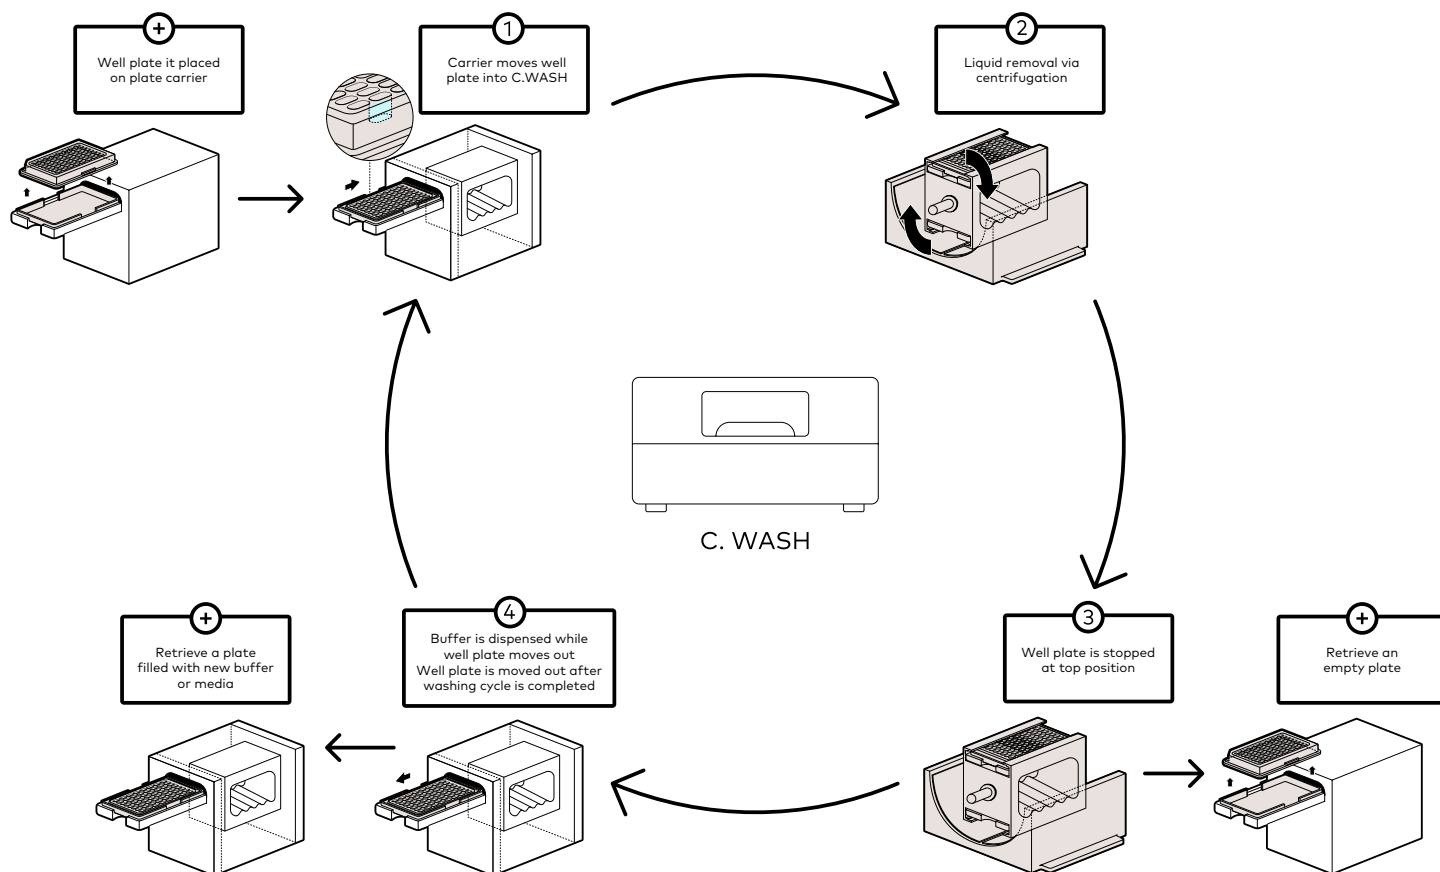 +
Well plate it placed
on plate carrier
1
Carrier moves well
plate into C.WASH
2
Liquid removal via
centrifugation
C. WASH
+
Retrieve a plate
filled with new buffer
or media
4
Buffer is dispensed while
well plate moves out
Well plate is moved out after
washing cycle is completed
3
Well plate is stopped
at top position
+
Retrieve an
empty plate